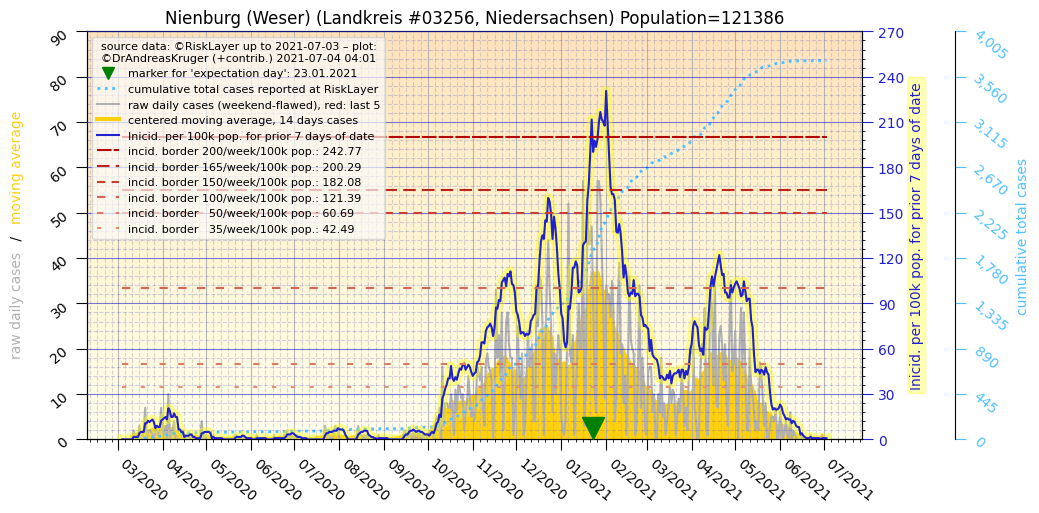 Nienburg (Weser) (Landkreis #03256, Niedersachsen) Population=121386
source data: ©RiskLayer up to 2021-07-03 – plot:
©DrAndreasKruger (+contrib.) 2021-07-04 04:01
marker for 'expectation day': 23.01.2021
cumulative total cases reported at RiskLayer
raw daily cases (weekend-flawed), red: last 5
centered moving average, 14 days cases
Inicid. per 100k pop. for prior 7 days of date
incid. border 200/week/100k pop.: 242.77
incid. border 165/week/100k pop.: 200.29
incid. border 150/week/100k pop.: 182.08
incid. border 100/week/100k pop.: 121.39
incid. border 50/week/100k pop.: 60.69
incid. border 35/week/100k pop.: 42.49
raw daily cases / moving average
90
80
70
60
50
40
30
20
10
0
270
240
210
180
150
120
90
60
30
0
Inicid. per 100k pop. for prior 7 days of date
4,005
3,560
3,115
2,670
2,225
1,780
1,335
890
445
0
cumulative total cases
03/2020
04/2020
05/2020
06/2020
07/2020
08/2020
09/2020
10/2020
11/2020
12/2020
01/2021
02/2021
03/2021
04/2021
05/2021
06/2021
07/2021